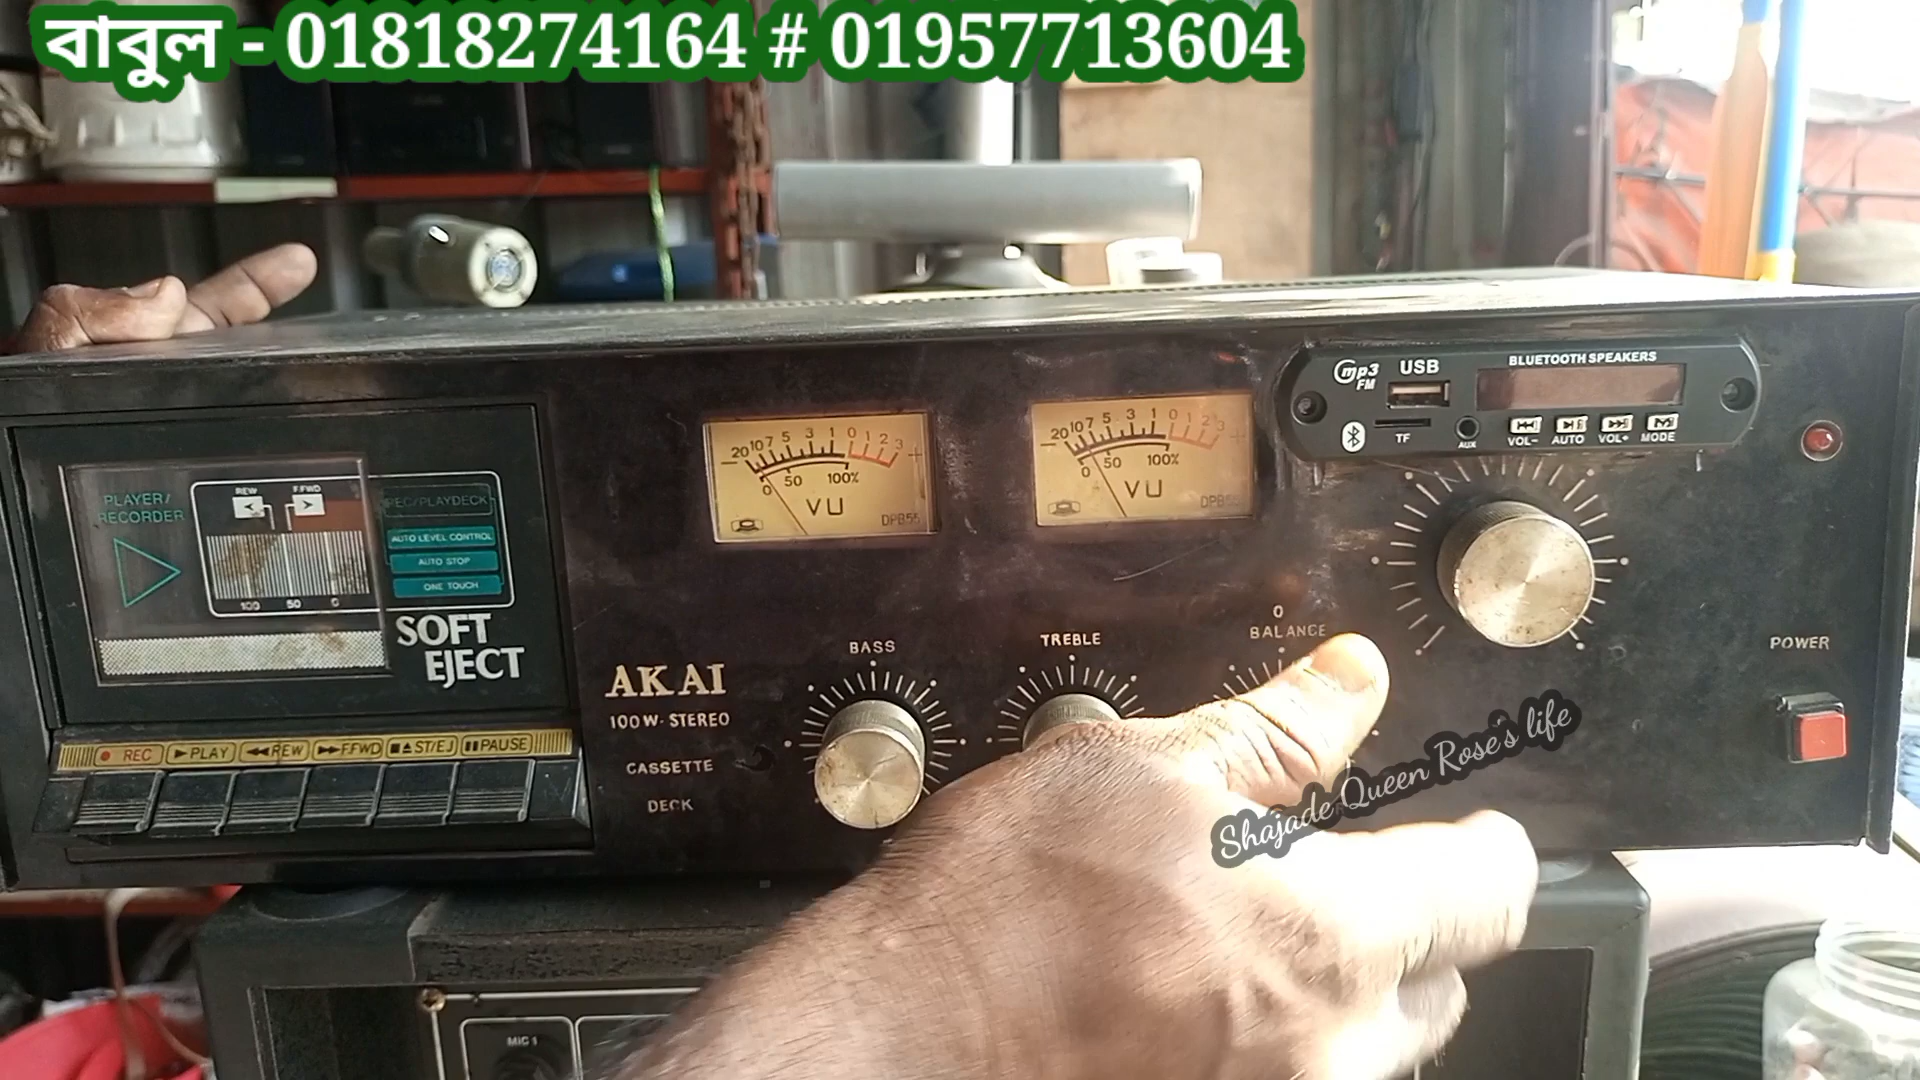 বাবুল - 01818274164 # 01957713604
mp3
FM
USB
BLUETOOTH SPEAKERS
TF
AUX
VOL- AUTO VOL+ MODE
20 10 7 5 3 1 0 1 2 3
- +
0 50 100%
VU
DPB55
20 10 7 5 3 1 0 1 2 3
- +
0 50 100%
VU
DPB55
PLAYER/
RECORDER
REW F.FWD
100 50 0
REC/PLAYDECK
AUTO LEVEL CONTROL
AUTO STOP
ONE TOUCH
SOFT
EJECT
AKAI
100W-STEREO
CASSETTE
DECK
BASS
TREBLE
0
BALANCE
POWER
REC PLAY REW F.FWD ST/EJ PAUSE
Shajade Queen Rose's life
MIC 1